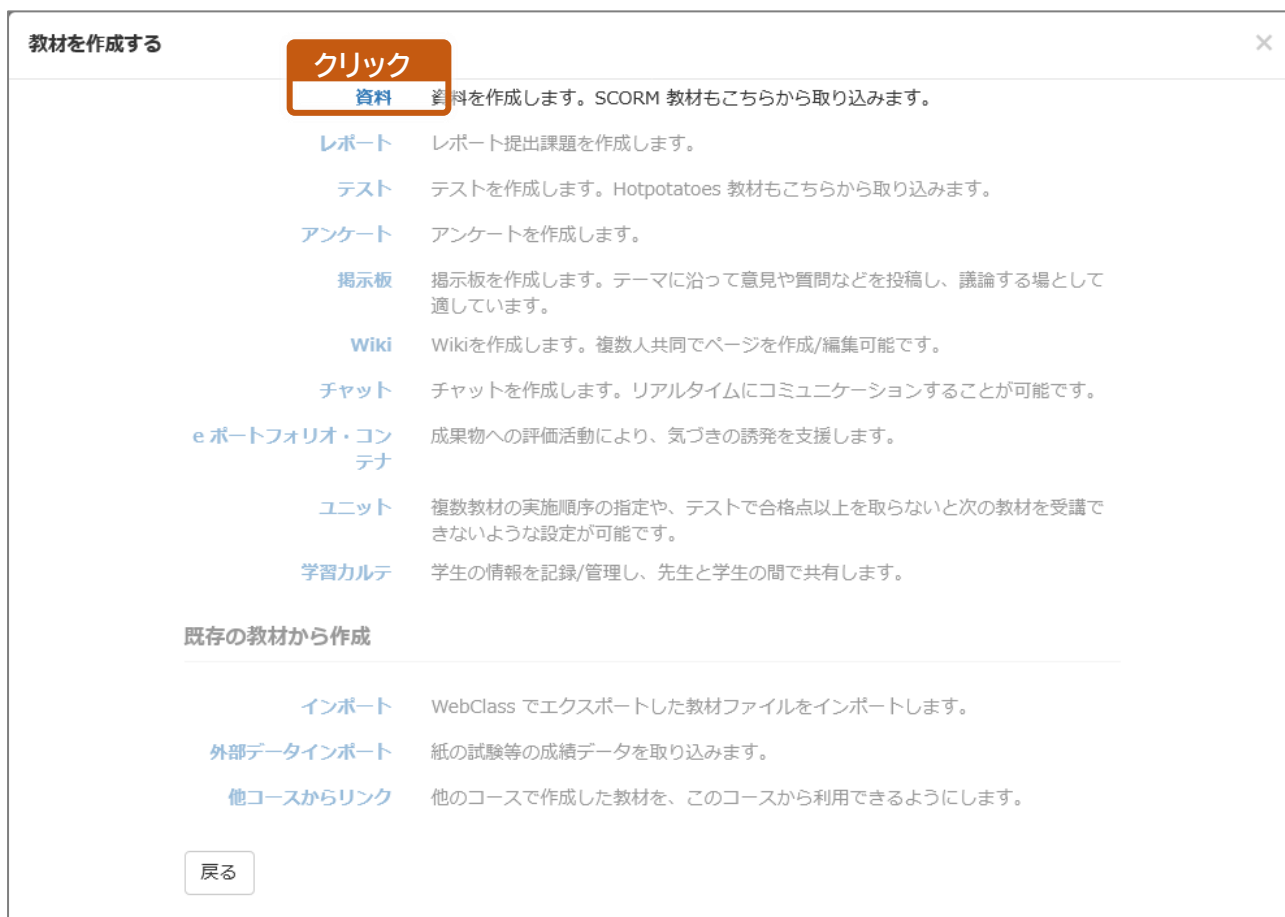 教材を作成する
×
クリック
資料 資料を作成します。SCORM 教材もこちらから取り込みます。
レポート レポート提出課題を作成します。
テスト テストを作成します。Hotpotatoes 教材もこちらから取り込みます。
アンケート アンケートを作成します。
掲示板 掲示板を作成します。テーマに沿って意見や質問などを投稿し、議論する場として
適しています。
Wiki Wikiを作成します。複数人共同でページを作成/編集可能です。
チャット チャットを作成します。リアルタイムにコミュニケーションすることが可能です。
e ポートフォリオ・コン 成果物への評価活動により、気づきの誘発を支援します。
テナ
ユニット 複数教材の実施順序の指定や、テストで合格点以上を取らないと次の教材を受講で
きないような設定が可能です。
学習カルテ 学生の情報を記録/管理し、先生と学生の間で共有します。
既存の教材から作成
インポート WebClass でエクスポートした教材ファイルをインポートします。
外部データインポート 紙の試験等の成績データを取り込みます。
他コースからリンク 他のコースで作成した教材を、このコースから利用できるようにします。
戻る